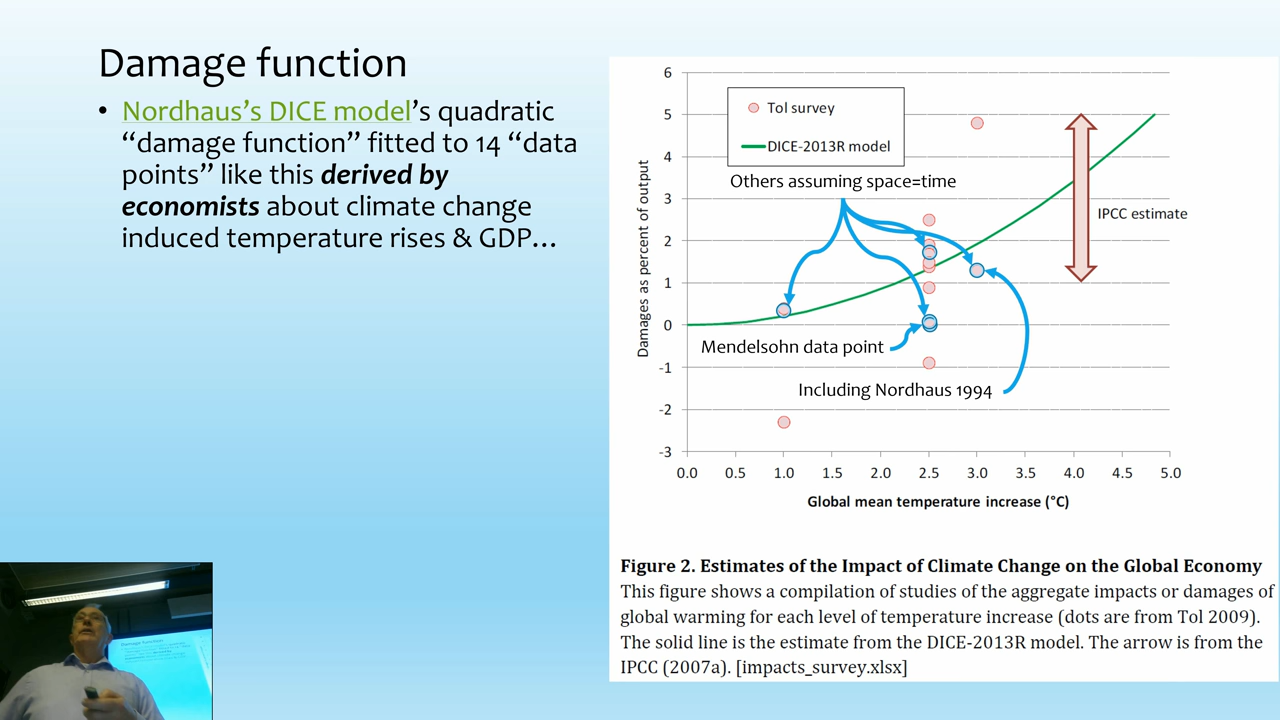 Damage function
• Nordhaus’s DICE model’s quadratic
“damage function” fitted to 14 “data
points” like this derived by
economists about climate change
induced temperature rises & GDP…
6
5
4
3
2
1
0
-1
-2
-3
Damages as percent of output
Tol survey
DICE-2013R model
Others assuming space=time
IPCC estimate
Mendelsohn data point
Including Nordhaus 1994
0.0 0.5 1.0 1.5 2.0 2.5 3.0 3.5 4.0 4.5 5.0
Global mean temperature increase (°C)
Figure 2. Estimates of the Impact of Climate Change on the Global Economy
This figure shows a compilation of studies of the aggregate impacts or damages of
global warming for each level of temperature increase (dots are from Tol 2009).
The solid line is the estimate from the DICE-2013R model. The arrow is from the
IPCC (2007a). [impacts_survey.xlsx]
Damage function